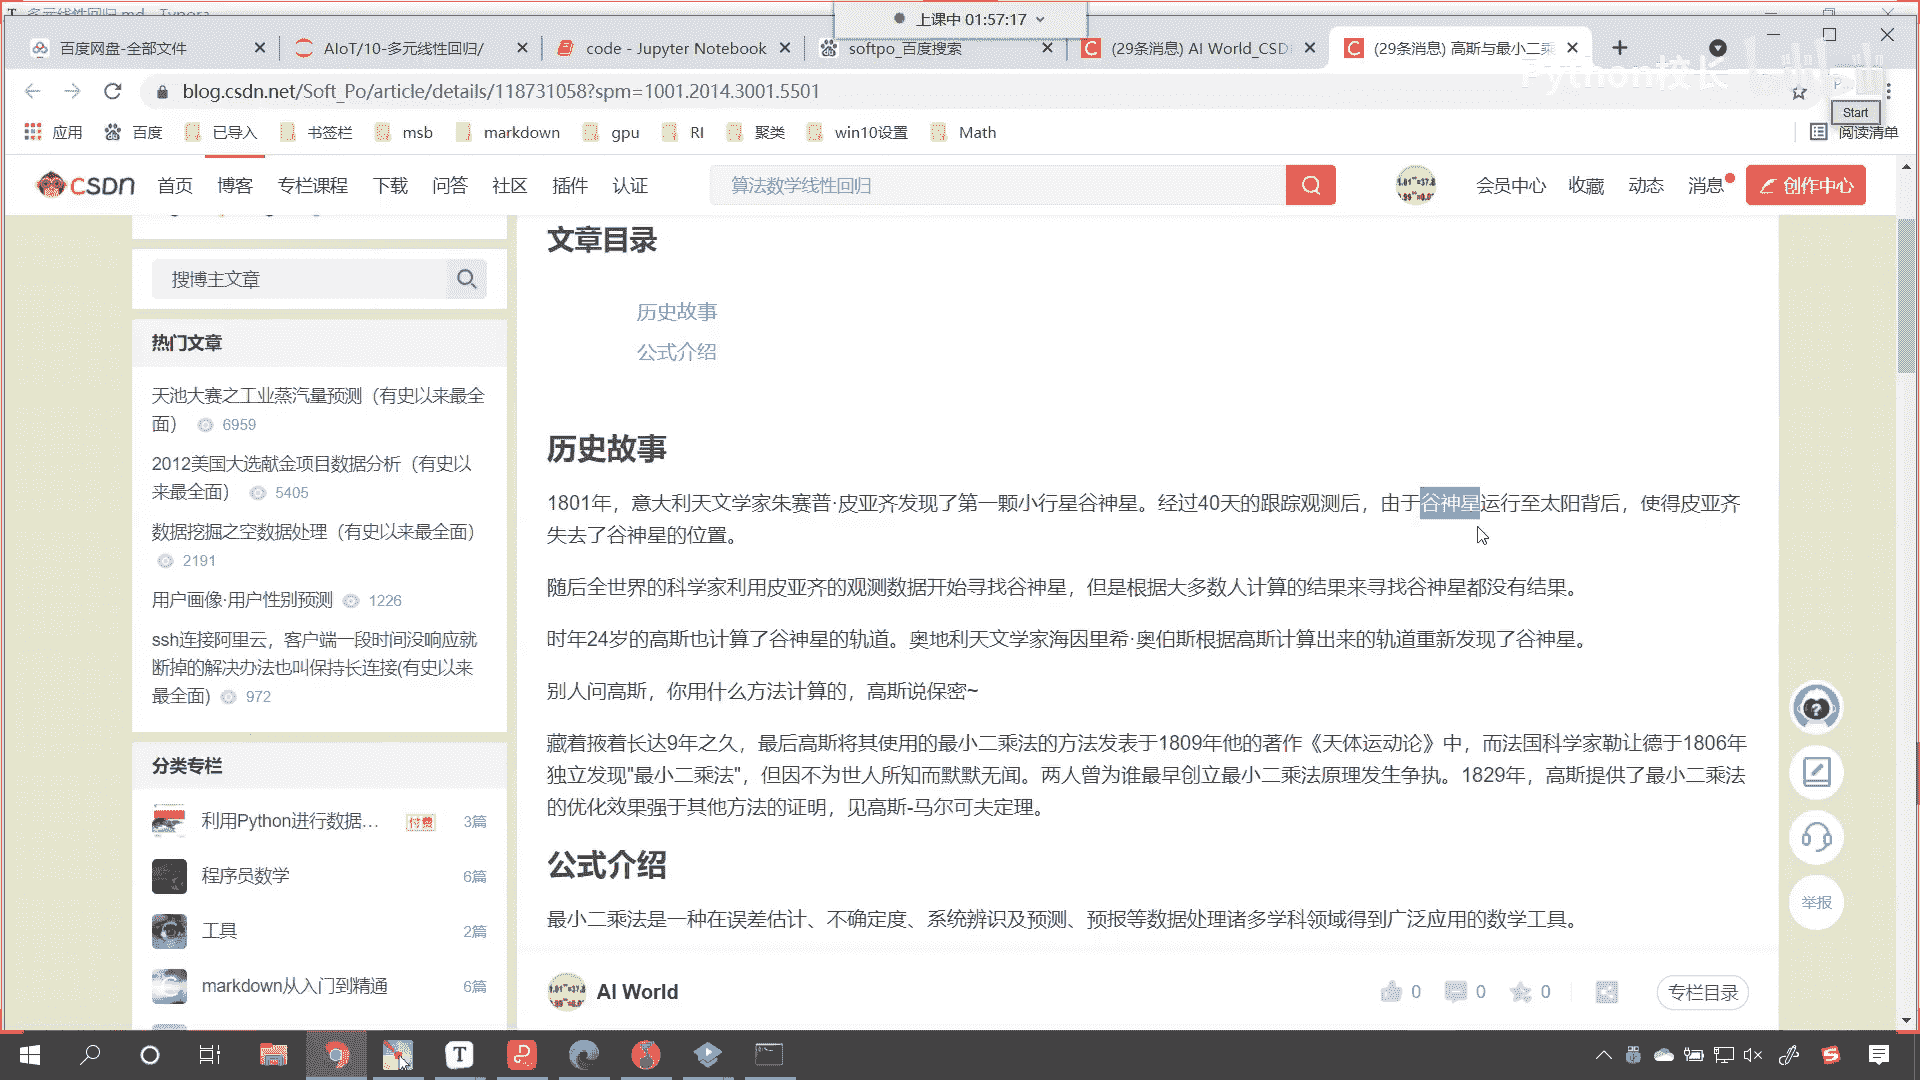 多元线性回归.md - Typora
上课中 01:57:17
百度网盘-全部文件
AIoT/10-多元线性回归/
code - Jupyter Notebook
softpo_百度搜索
(29条消息) AI World_CSD
(29条消息) 高斯与最小二乘
Python校长
blog.csdn.net/Soft_Po/article/details/118731058?spm=1001.2014.3001.5501
Start
应用
百度
已导入
书签栏
msb
markdown
gpu
RI
聚类
win10设置
Math
阅读清单
CSDN
首页
博客
专栏课程
下载
问答
社区
插件
认证
算法数学线性回归
会员中心
收藏
动态
消息
创作中心
搜博主文章
热门文章
天池大赛之工业蒸汽量预测（有史以来最全
面） 6959
2012美国大选献金项目数据分析（有史以
来最全面） 5405
数据挖掘之空数据处理（有史以来最全面）
2191
用户画像·用户性别预测 1226
ssh连接阿里云，客户端一段时间没响应就
断掉的解决办法也叫保持长连接(有史以来
最全面) 972
分类专栏
利用Python进行数据... 付费 3篇
程序员数学 6篇
工具 2篇
markdown从入门到精通 6篇
文章目录
历史故事
公式介绍
历史故事
1801年，意大利天文学家朱赛普·皮亚齐发现了第一颗小行星谷神星。经过40天的跟踪观测后，由于谷神星运行至太阳背后，使得皮亚齐
失去了谷神星的位置。
随后全世界的科学家利用皮亚齐的观测数据开始寻找谷神星，但是根据大多数人计算的结果来寻找谷神星都没有结果。
时年24岁的高斯也计算了谷神星的轨道。奥地利天文学家海因里希·奥伯斯根据高斯计算出来的轨道重新发现了谷神星。
别人问高斯，你用什么方法计算的，高斯说保密~
藏着掖着长达9年之久，最后高斯将其使用的最小二乘法的方法发表于1809年他的著作《天体运动论》中，而法国科学家勒让德于1806年
独立发现"最小二乘法"，但因不为世人所知而默默无闻。两人曾为谁最早创立最小二乘法原理发生争执。1829年，高斯提供了最小二乘法
的优化效果强于其他方法的证明，见高斯-马尔可夫定理。
公式介绍
最小二乘法是一种在误差估计、不确定度、系统辨识及预测、预报等数据处理诸多学科领域得到广泛应用的数学工具。
AI World
0
0
0
专栏目录
举报